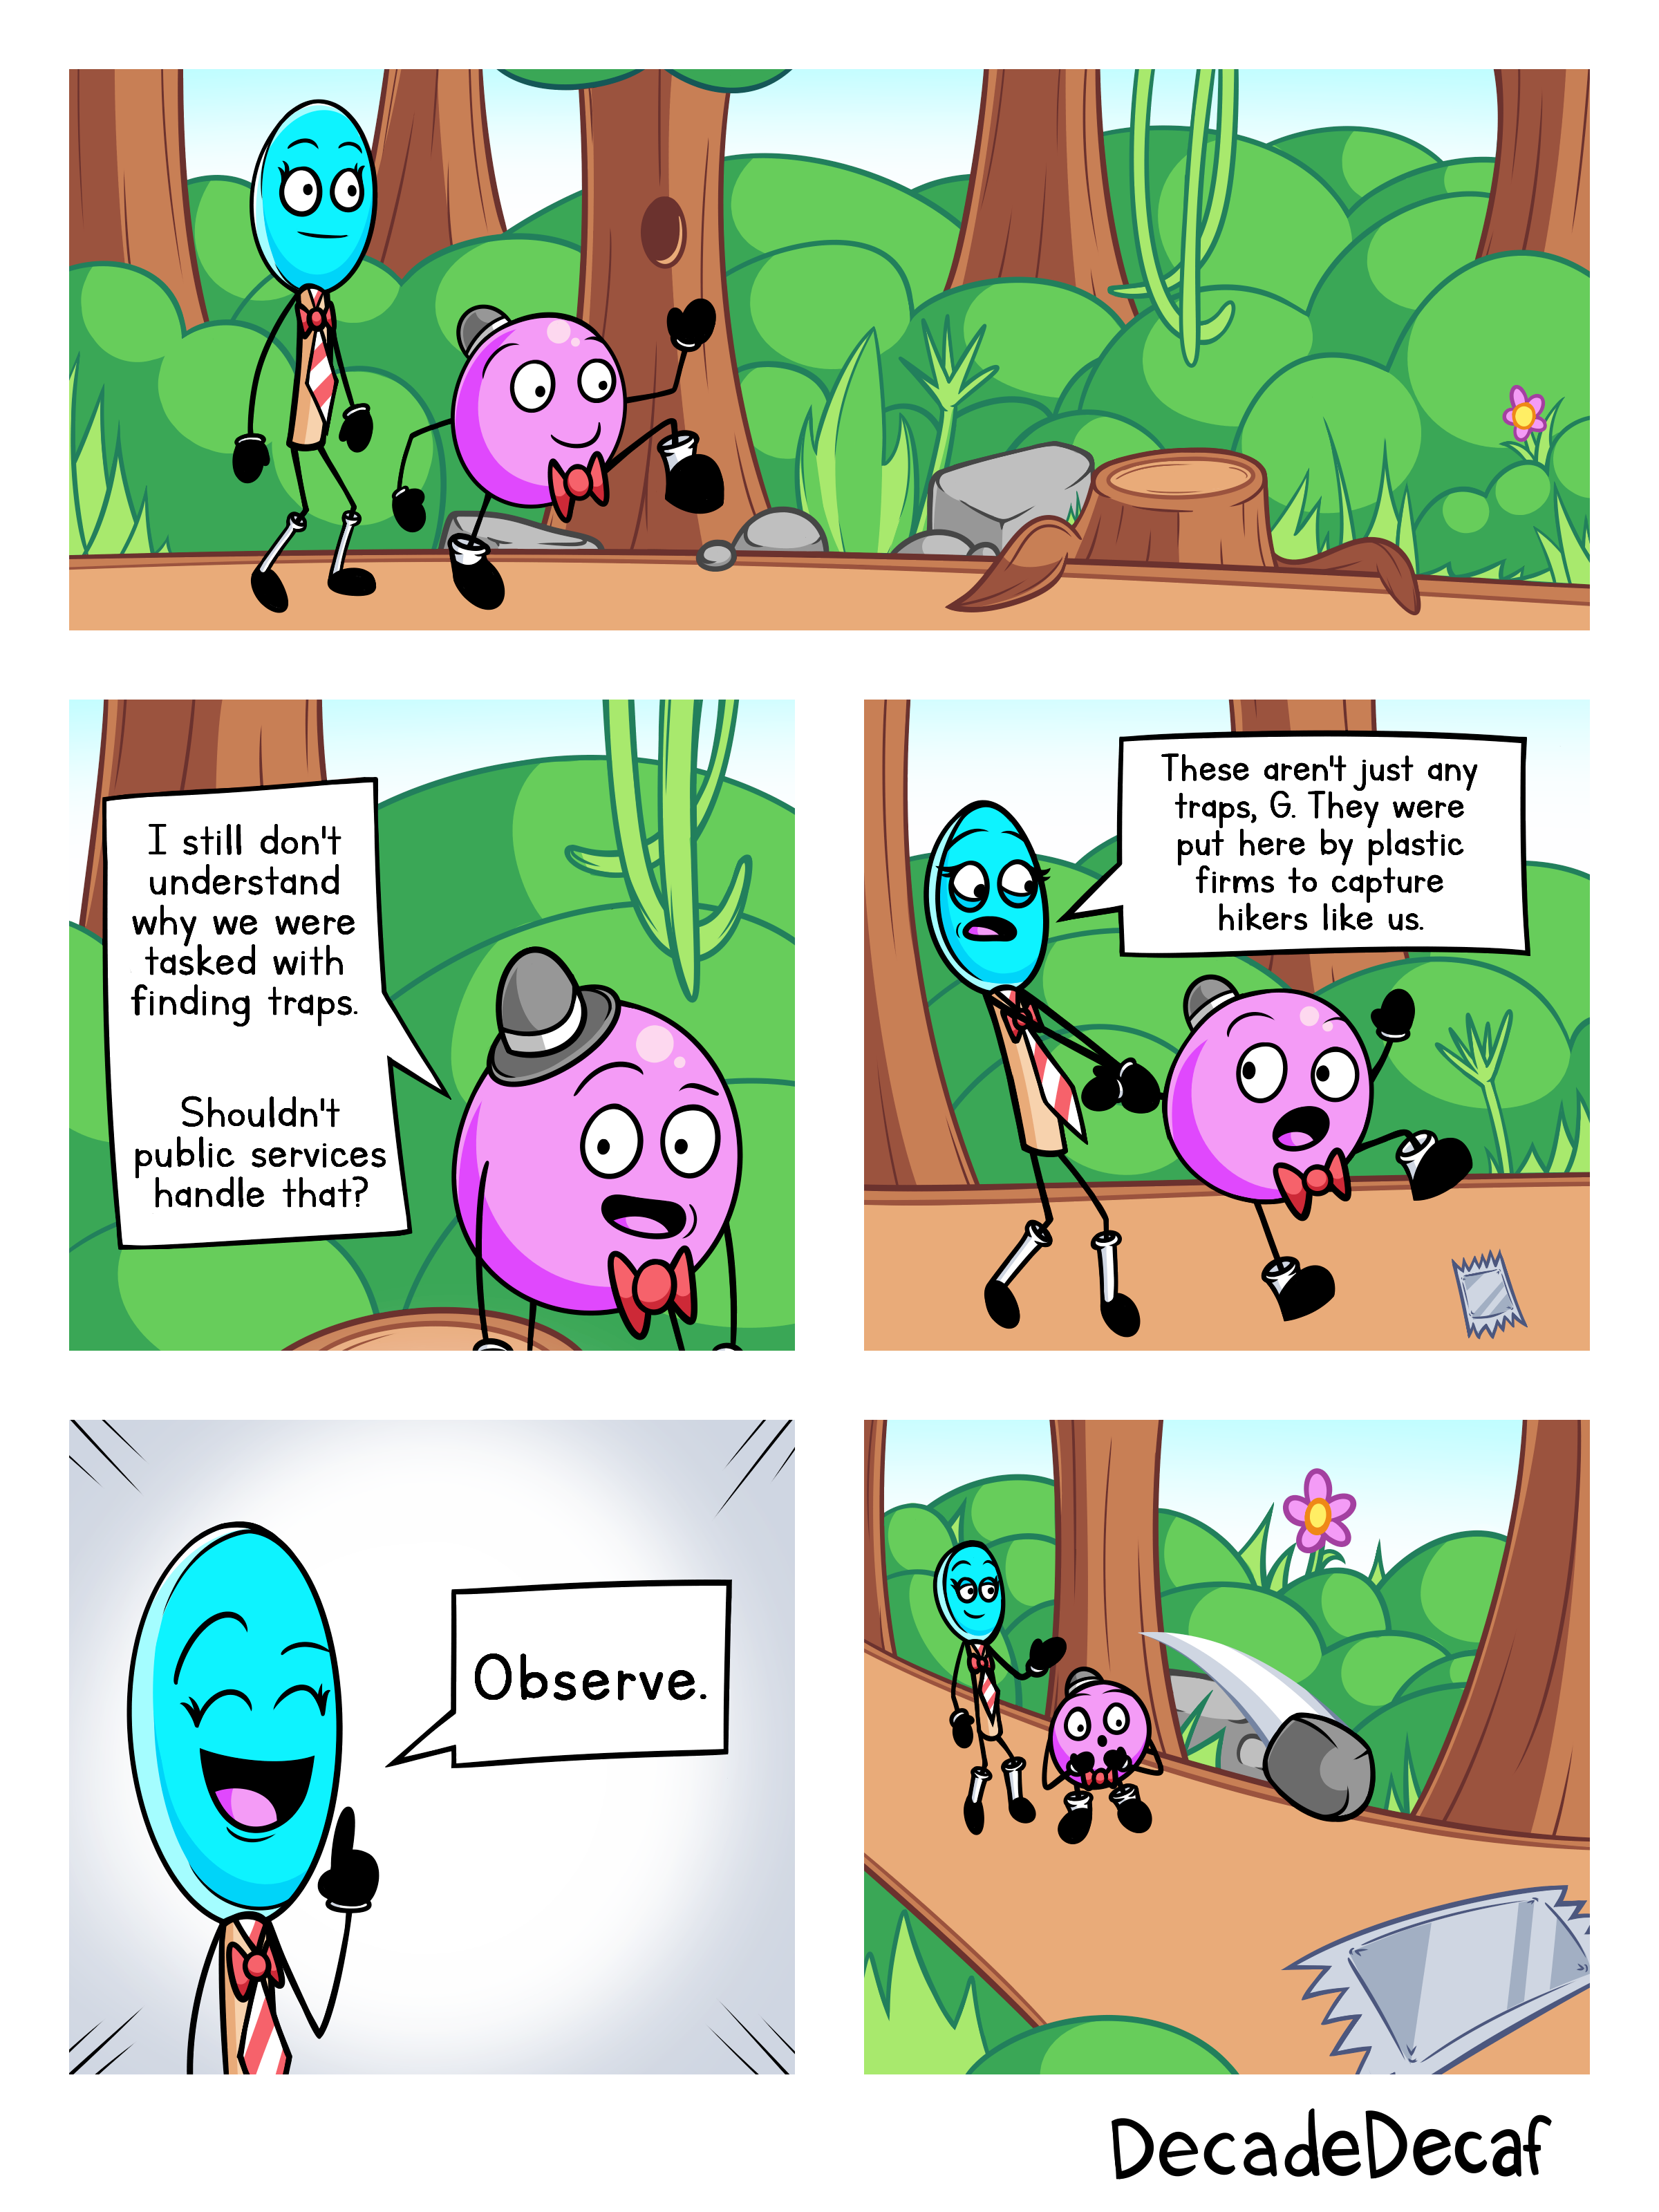 I still don't
understand
why we were
tasked with
finding traps.
Shouldn't
public services
handle that?
These aren't just any
traps, G. They were
put here by plastic
firms to capture
hikers like us.
Observe.
DecadeDecaf